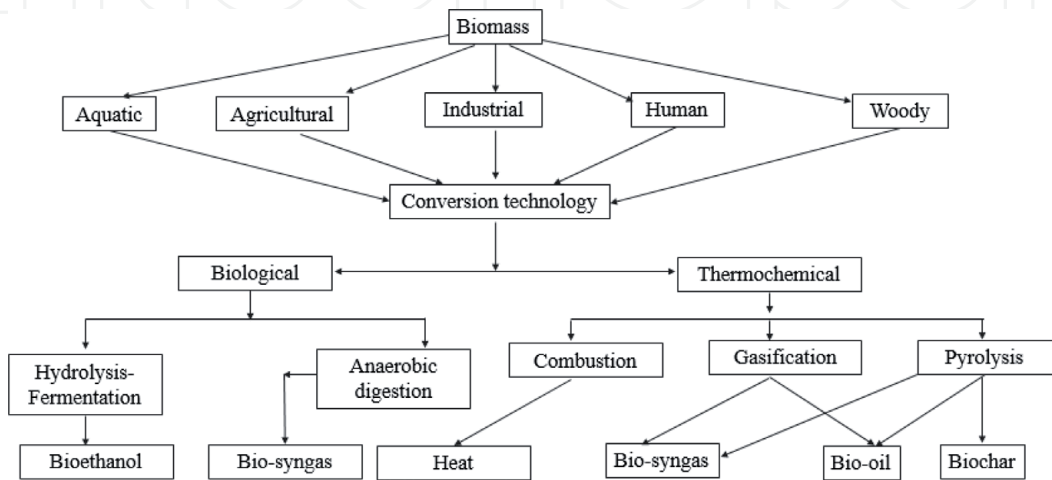 Biomass
Aquatic
Agricultural
Industrial
Human
Woody
Conversion technology
Biological
Thermochemical
Hydrolysis-
Fermentation
Anaerobic
digestion
Combustion
Gasification
Pyrolysis
Bioethanol
Bio-syngas
Heat
Bio-syngas
Bio-oil
Biochar